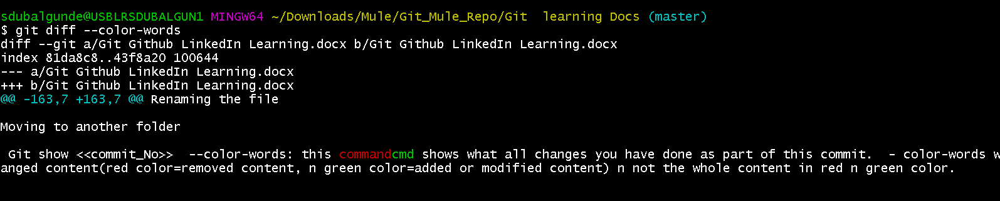 sdubalgunde@USBLRSDUBALGUN1 MINGW64 ~/Downloads/Mule/Git_Mule_Repo/Git  learning Docs (master)
$ git diff --color-words
diff --git a/Git Github LinkedIn Learning.docx b/Git Github LinkedIn Learning.docx
index 81da8c8..43f8a20 100644
--- a/Git Github LinkedIn Learning.docx
+++ b/Git Github LinkedIn Learning.docx
@@ -163,7 +163,7 @@ Renaming the file
Moving to another folder
Git show <<commit_No>>  --color-words: this commandcmd shows what all changes you have done as part of this commit.  - color-words
anged content(red color=removed content, n green color=added or modified content) n not the whole content in red n green color.